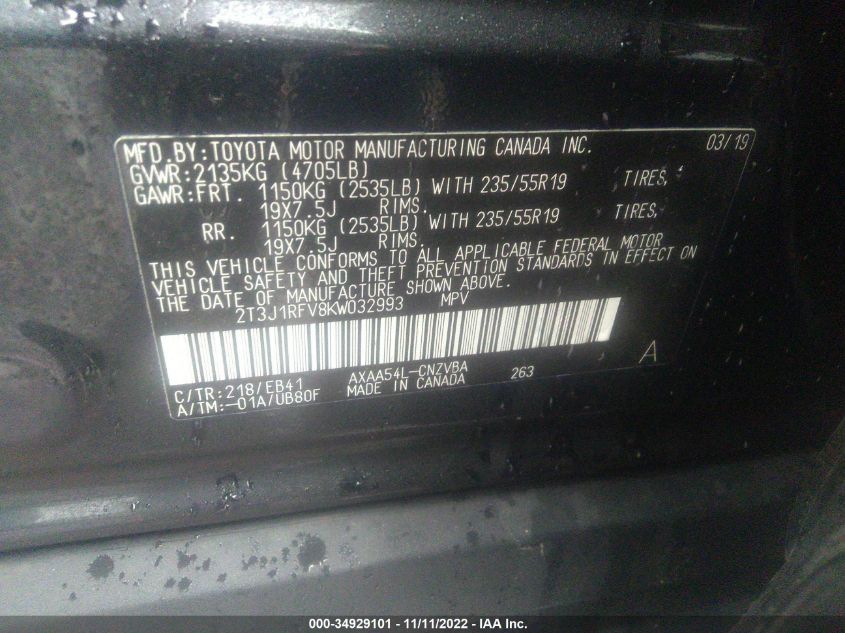 MFD.BY:TOYOTA MOTOR MANUFACTURING CANADA INC. 03/19
GVWR:2135KG (4705LB)
GAWR:FRT. 1150KG (2535LB) WITH 235/55R19 TIRES,
19X7.5J RIMS,
RR. 1150KG (2535LB) WITH 235/55R19 TIRES,
19X7.5J RIMS.
THIS VEHICLE CONFORMS TO ALL APPLICABLE FEDERAL MOTOR
VEHICLE SAFETY AND THEFT PREVENTION STANDARDS IN EFFECT ON
THE DATE OF MANUFACTURE SHOWN ABOVE.
2T3J1RFV8KW032993 MPV
C/TR:218/EB41 AXAA54L-CNZVBA 263 A
A/TM:-01A/UB80F MADE IN CANADA
000-34929101 - 11/11/2022 - IAA Inc.